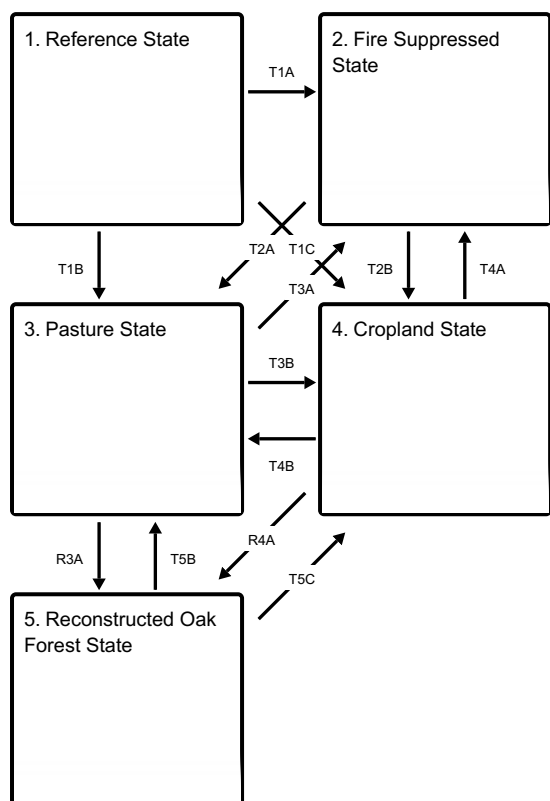 1. Reference State
2. Fire Suppressed
State
T1A
T2A
T1C
T1B
T2B
T4A
T3A
3. Pasture State
4. Cropland State
T3B
T4B
R4A
R3A
T5B
T5C
5. Reconstructed Oak
Forest State